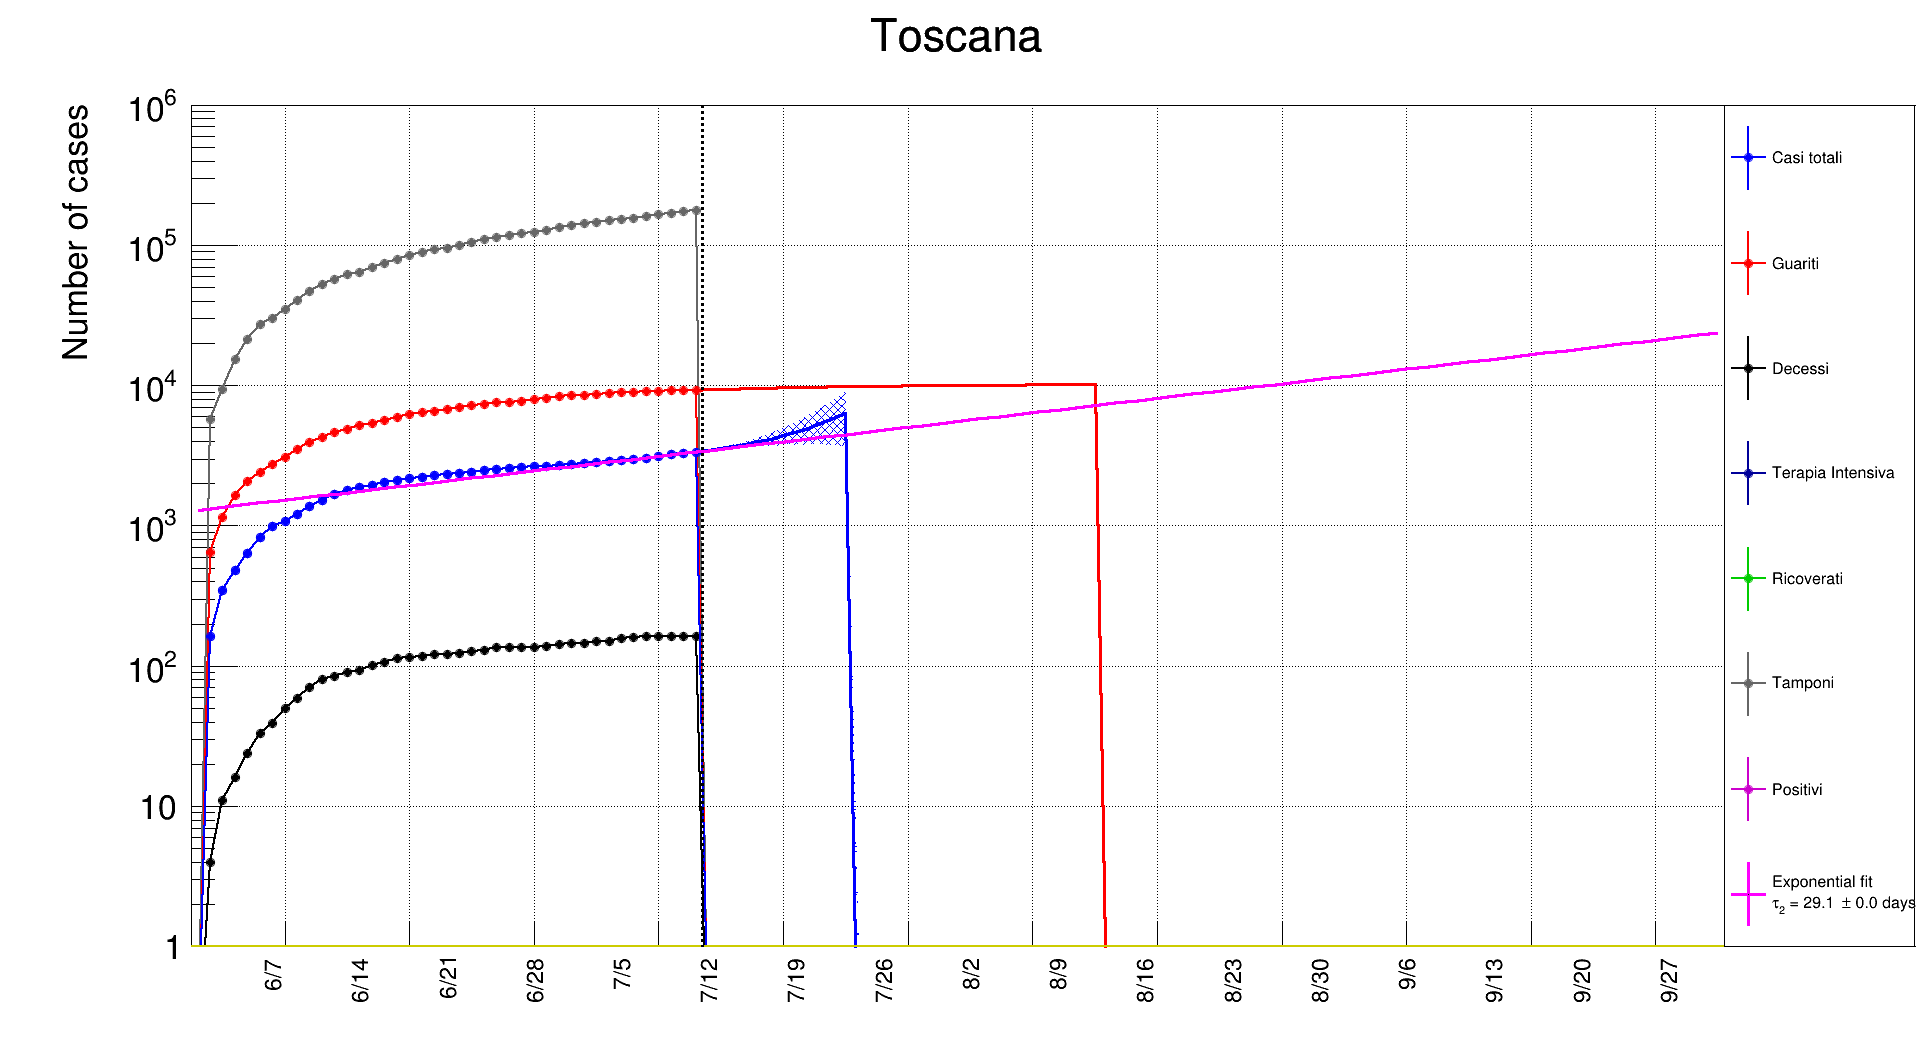 Toscana
Number of cases
10^6
10^5
10^4
10^3
10^2
10
1
6/7
6/14
6/21
6/28
7/5
7/12
7/19
7/26
8/2
8/9
8/16
8/23
8/30
9/6
9/13
9/20
9/27
Casi totali
Guariti
Decessi
Terapia Intensiva
Ricoverati
Tamponi
Positivi
Exponential fit
τ_2 = 29.1 ± 0.0 days